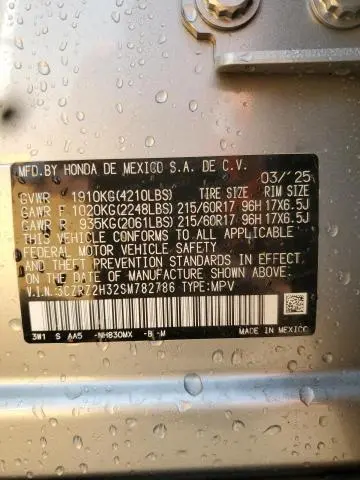 MFD.BY HONDA DE MEXICO S.A. DE C.V.
03/'25
GVWR 1910KG(4210LBS) TIRE SIZE RIM SIZE
GAWR F 1020KG(2248LBS) 215/60R17 96H 17X6.5J
GAWR R 935KG(2061LBS) 215/60R17 96H 17X6.5J
THIS VEHICLE CONFORMS TO ALL APPLICABLE
FEDERAL MOTOR VEHICLE SAFETY
AND THEFT PREVENTION STANDARDS IN EFFECT ON
THE DATE OF MANUFACTURE SHOWN ABOVE.
V.I.N. 3CZRZ2H32SM782786 TYPE:MPV
3W1 S AA5 -NH830MX -B -M
MADE IN MEXICO